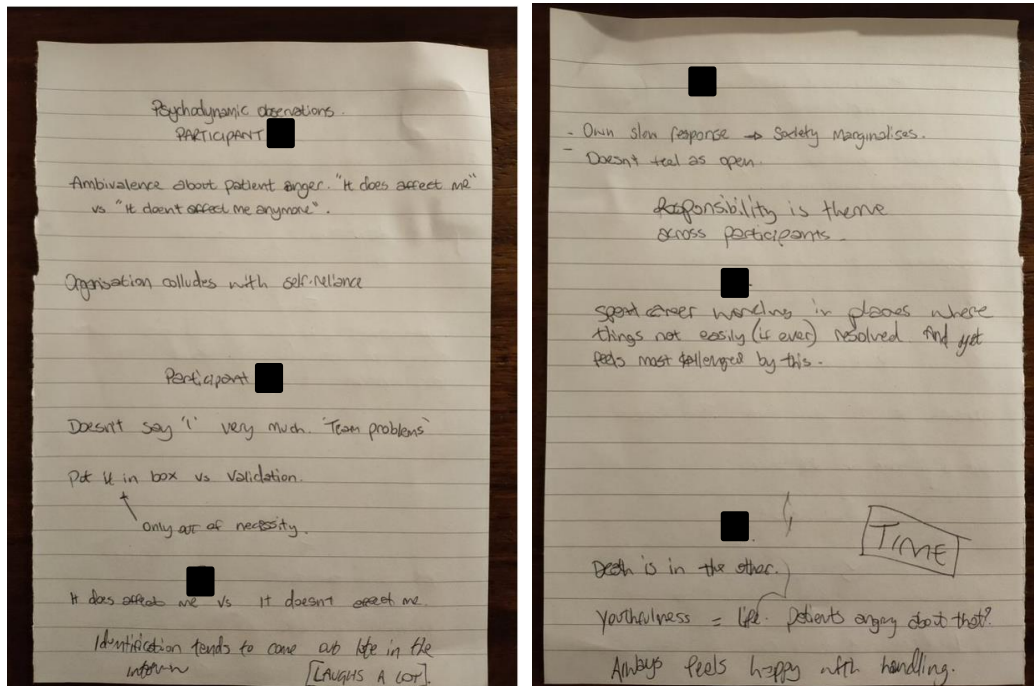 Psychodynamic observations.
PARTICIPANT
Ambivalence about patient anger. "It does affect me"
vs "It doesn't affect me anymore".
Organisation colludes with self-reliance
Participant
Doesn't say 'I' very much. 'Team problems'
Put it in box vs validation.
only out of necessity.
It does affect me vs It doesn't affect me.
Identification tends to come out late in the
[LAUGHS A LOT].
- Own slow response → Society marginalises.
- Doesn't feel as open.
Responsibility is theme
across participants.
spent career working in places where
things not easily (if ever) resolved. And yet
feels most challenged by this.
TIME
Death is in the other.
Youthfulness = life. Patients angry about that?
Always feels happy with handling.